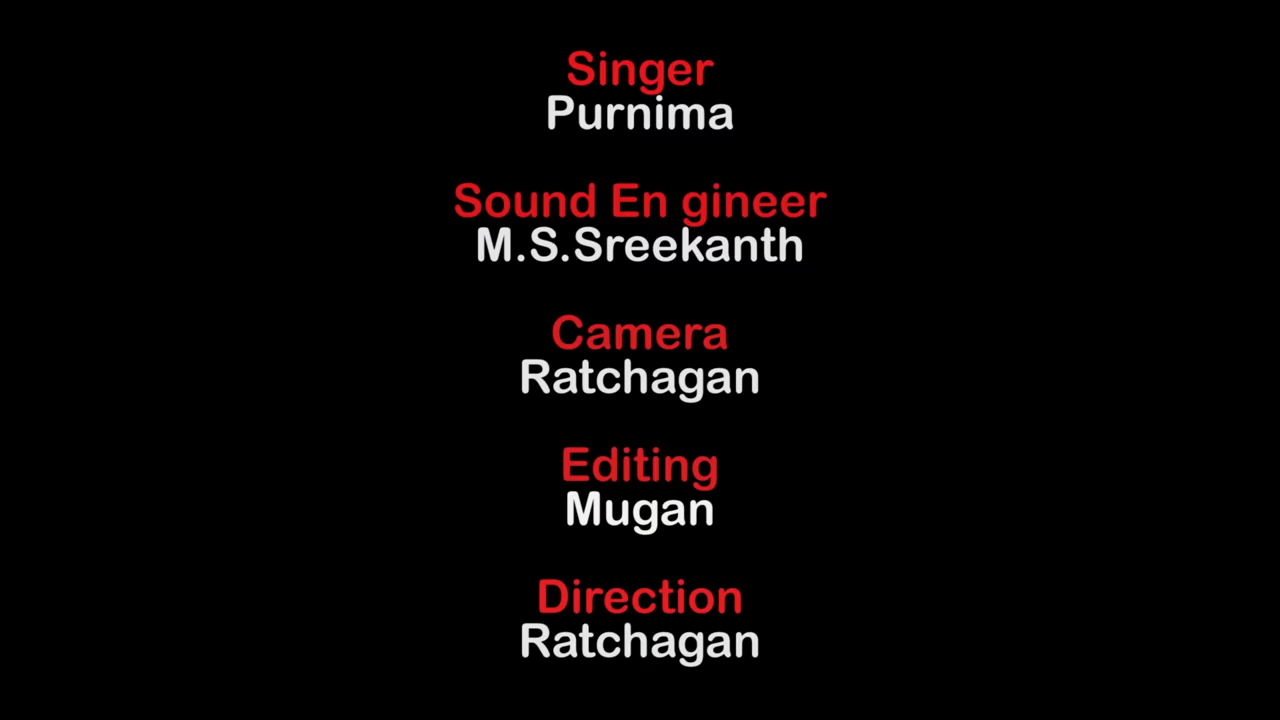 Singer
Purnima
Sound En gineer
M.S.Sreekanth
Camera
Ratchagan
Editing
Mugan
Direction
Ratchagan